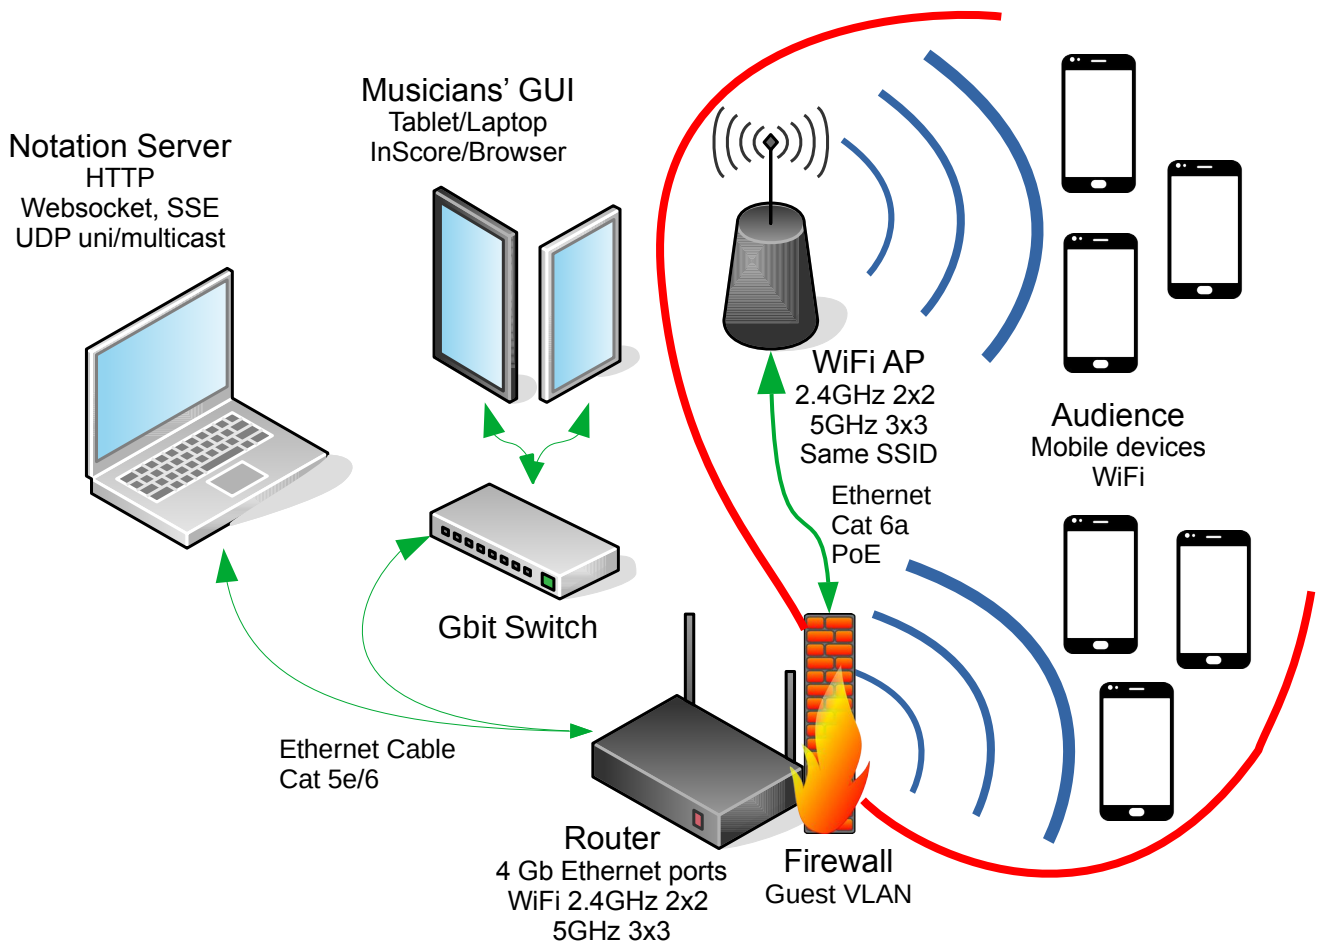 Notation Server
HTTP
Websocket, SSE
UDP uni/multicast
Musicians’ GUI
Tablet/Laptop
InScore/Browser
WiFi AP
2.4GHz 2x2
5GHz 3x3
Same SSID
Ethernet
Cat 6a
PoE
Audience
Mobile devices
WiFi
Gbit Switch
Ethernet Cable
Cat 5e/6
Router
4 Gb Ethernet ports
WiFi 2.4GHz 2x2
5GHz 3x3
Firewall
Guest VLAN